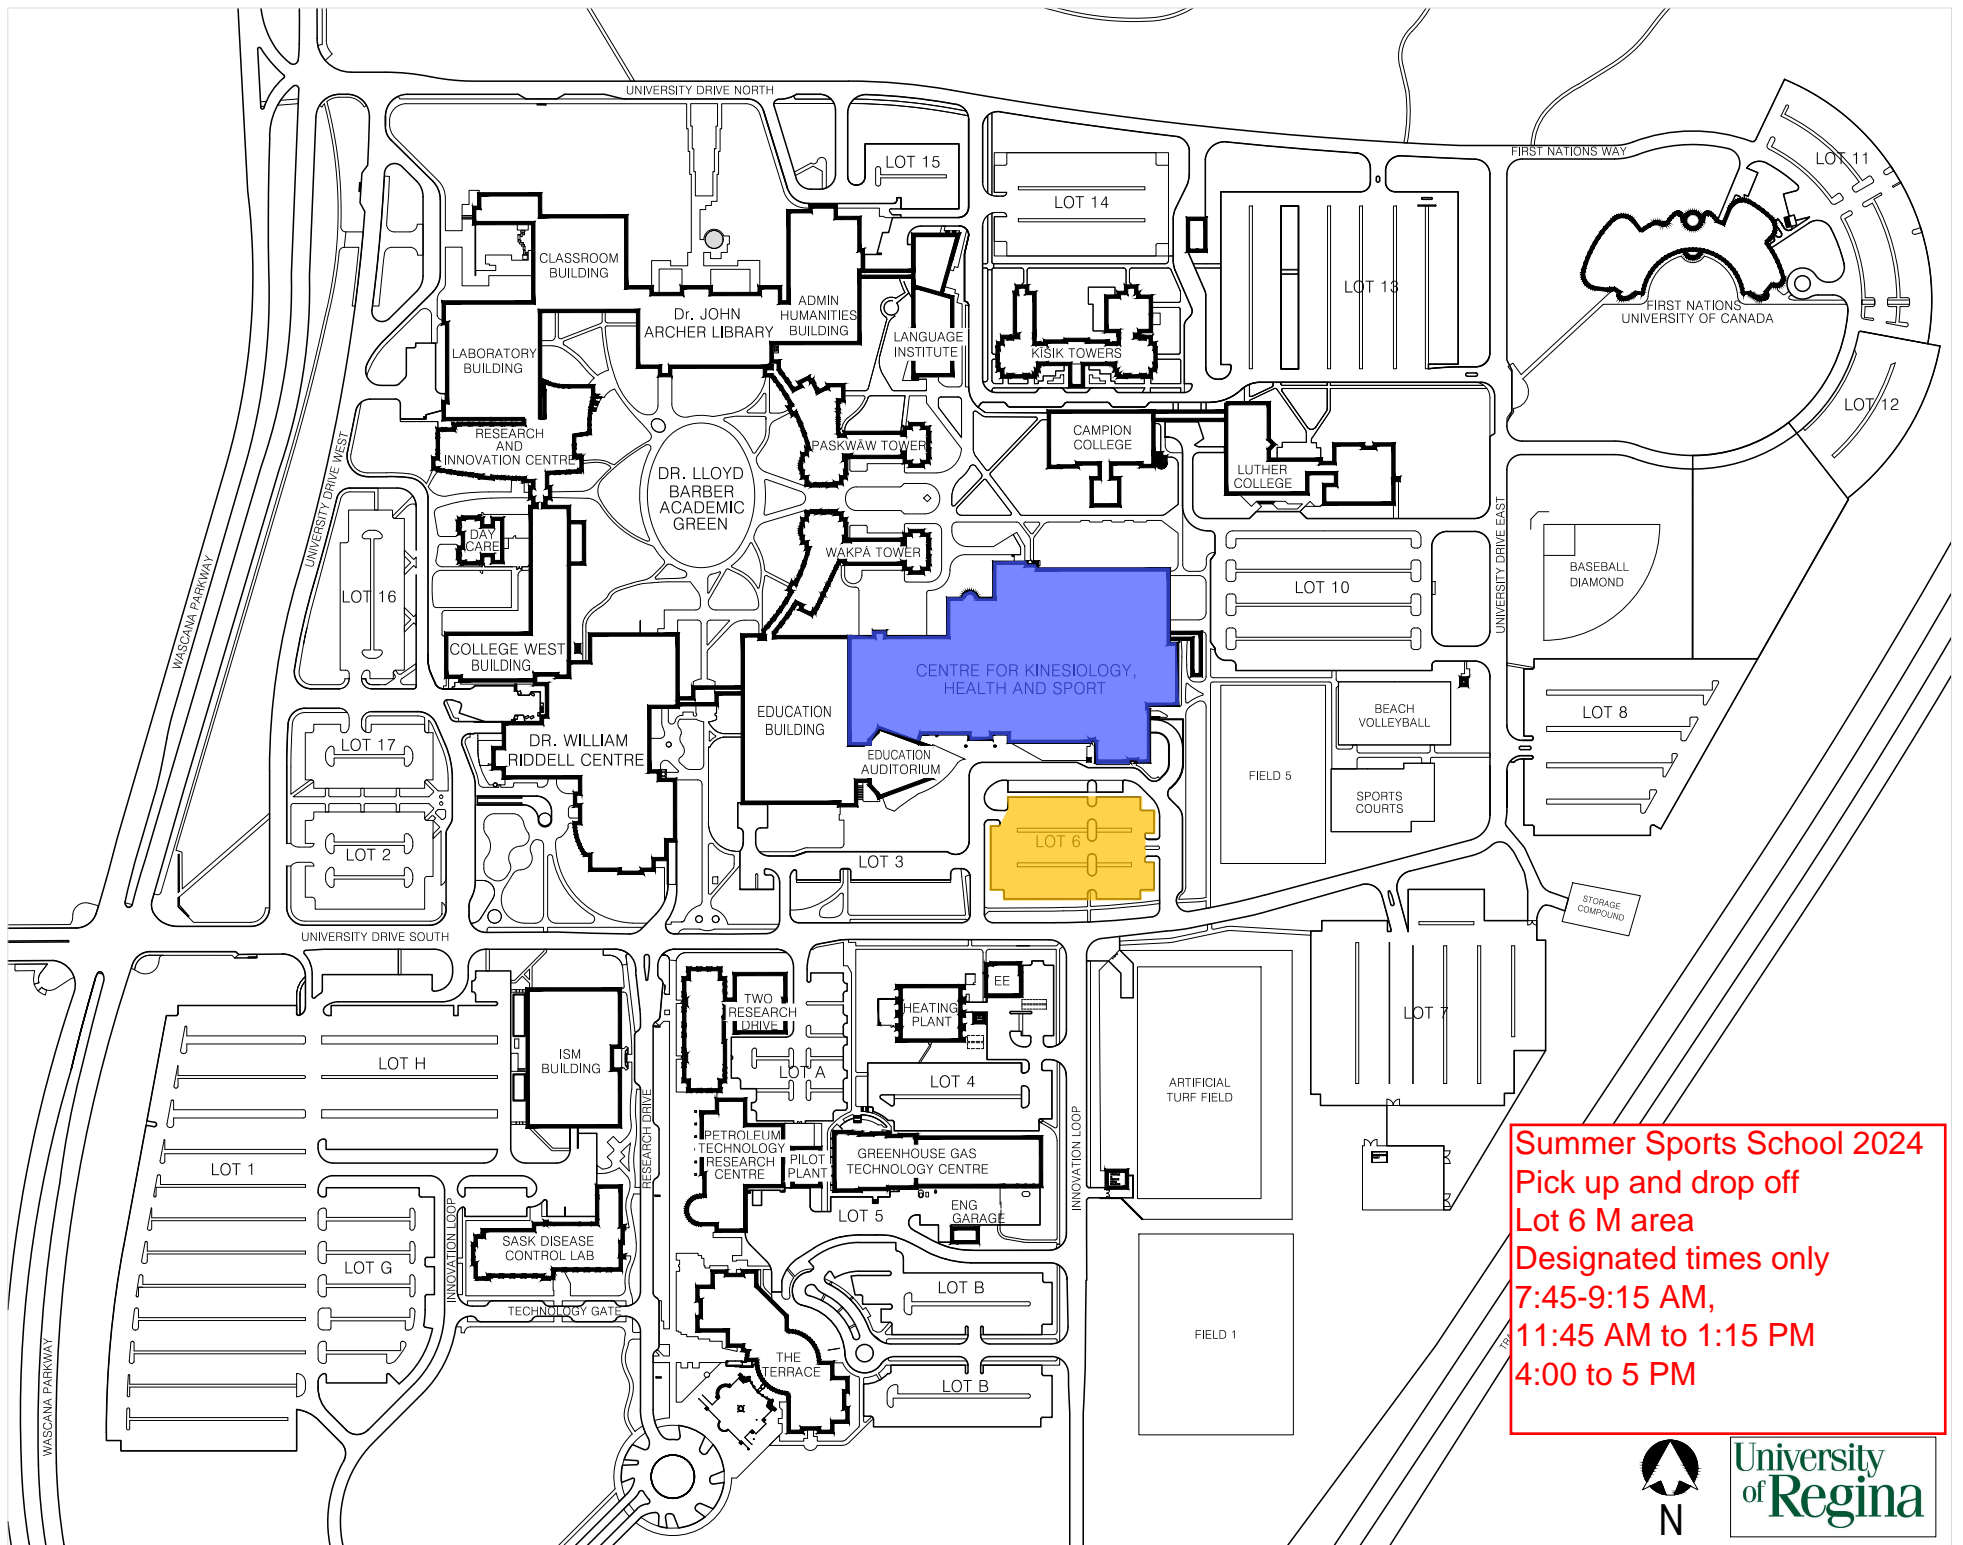 UNIVERSITY DRIVE NORTH
FIRST NATIONS WAY
LOT 11
LOT 15
LOT 14
CLASSROOM
BUILDING
LOT 13
ADMIN
HUMANITIES
BUILDING
Dr. JOHN
ARCHER LIBRARY
FIRST NATIONS
UNIVERSITY OF CANADA
LANGUAGE
INSTITUTE
KĪSIK TOWERS
LABORATORY
BUILDING
LOT 12
RESEARCH
AND
INNOVATION CENTRE
PASKWĀW TOWER
CAMPION
COLLEGE
LUTHER
COLLEGE
DR. LLOYD
BARBER
ACADEMIC
GREEN
UNIVERSITY DRIVE WEST
UNIVERSITY DRIVE EAST
DAY
CARE
WAKPĀ TOWER
BASEBALL
DIAMOND
LOT 16
LOT 10
WASCANA PARKWAY
COLLEGE WEST
BUILDING
CENTRE FOR KINESIOLOGY,
HEALTH AND SPORT
EDUCATION
BUILDING
BEACH
VOLLEYBALL
LOT 8
LOT 17
DR. WILLIAM
RIDDELL CENTRE
EDUCATION
AUDITORIUM
FIELD 5
SPORTS
COURTS
LOT 2
LOT 3
LOT 6
STORAGE
COMPOUND
UNIVERSITY DRIVE SOUTH
TWO
RESEARCH
DRIVE
EE
HEATING
PLANT
LOT 7
ISM
BUILDING
LOT H
LOT A
LOT 4
ARTIFICIAL
TURF FIELD
RESEARCH DRIVE
INNOVATION LOOP
PETROLEUM
TECHNOLOGY
RESEARCH
CENTRE
PILOT
PLANT
GREENHOUSE GAS
TECHNOLOGY CENTRE
LOT 1
LOT 5
ENG
GARAGE
INNOVATION LOOP
SASK DISEASE
CONTROL LAB
LOT G
LOT B
TECHNOLOGY GATE
FIELD 1
THE
TERRACE
LOT B
WASCANA PARKWAY
Summer Sports School 2024
Pick up and drop off
Lot 6 M area
Designated times only
7:45-9:15 AM,
11:45 AM to 1:15 PM
4:00 to 5 PM
N
University
of Regina